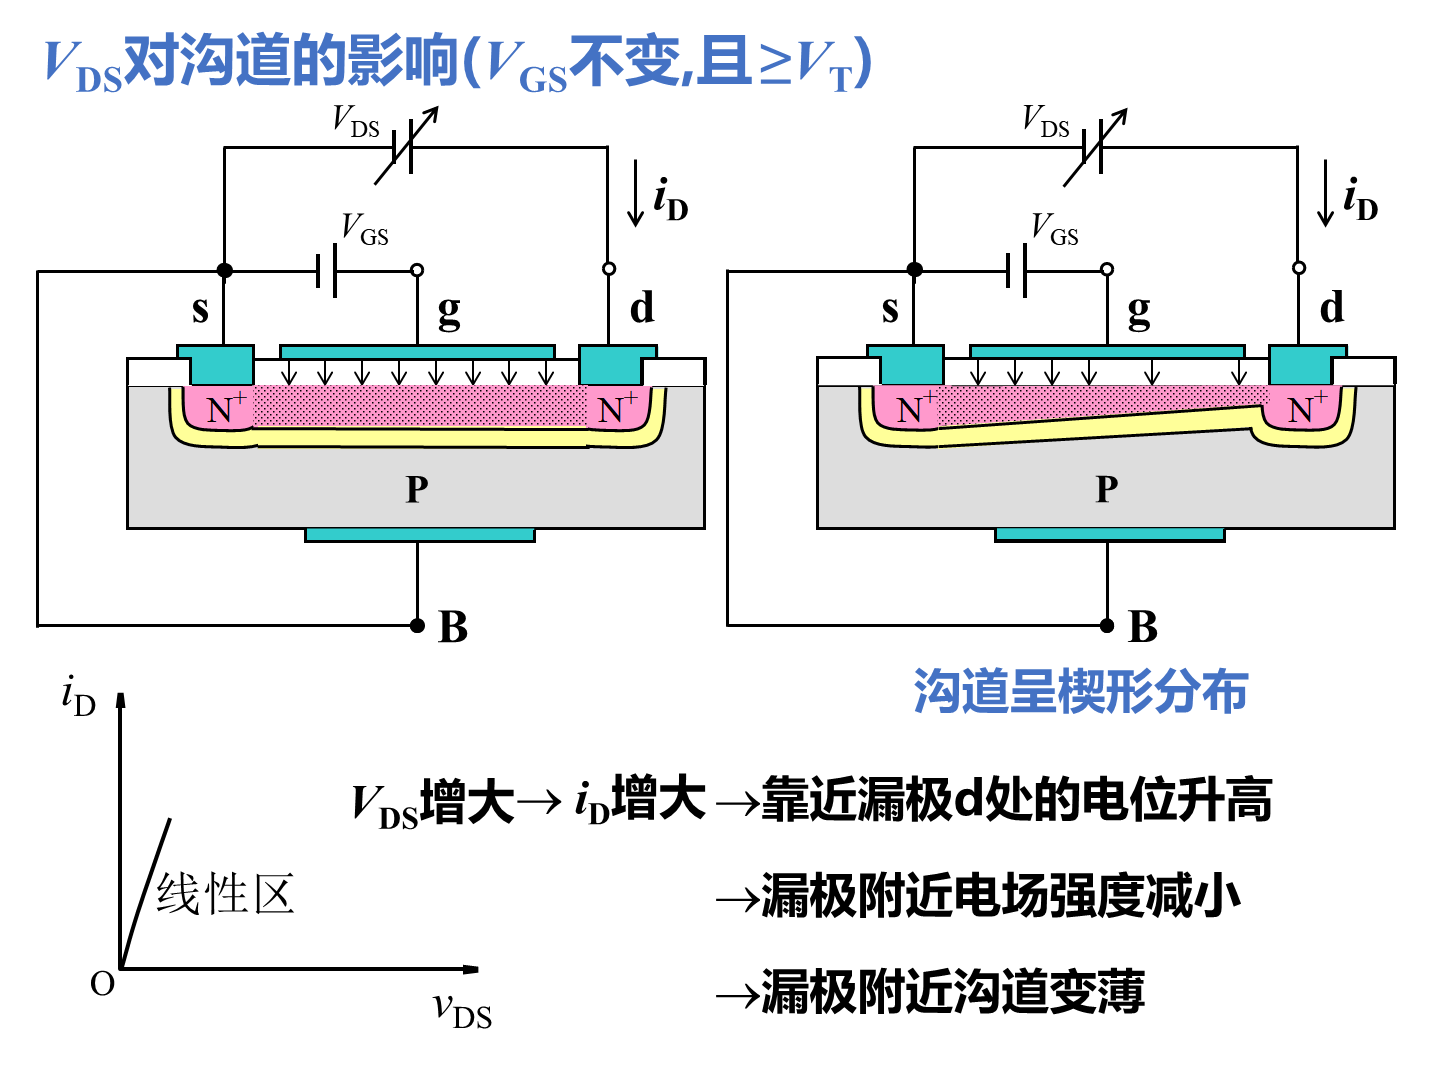 VDS对沟道的影响(VGS不变,且≥VT)
VDS
iD
VGS
s
g
d
N+
N+
P
B
VDS
iD
VGS
s
g
d
N+
N+
P
B
沟道呈楔形分布
iD
线性区
O
vDS
VDS增大→iD增大→靠近漏极d处的电位升高
→漏极附近电场强度减小
→漏极附近沟道变薄